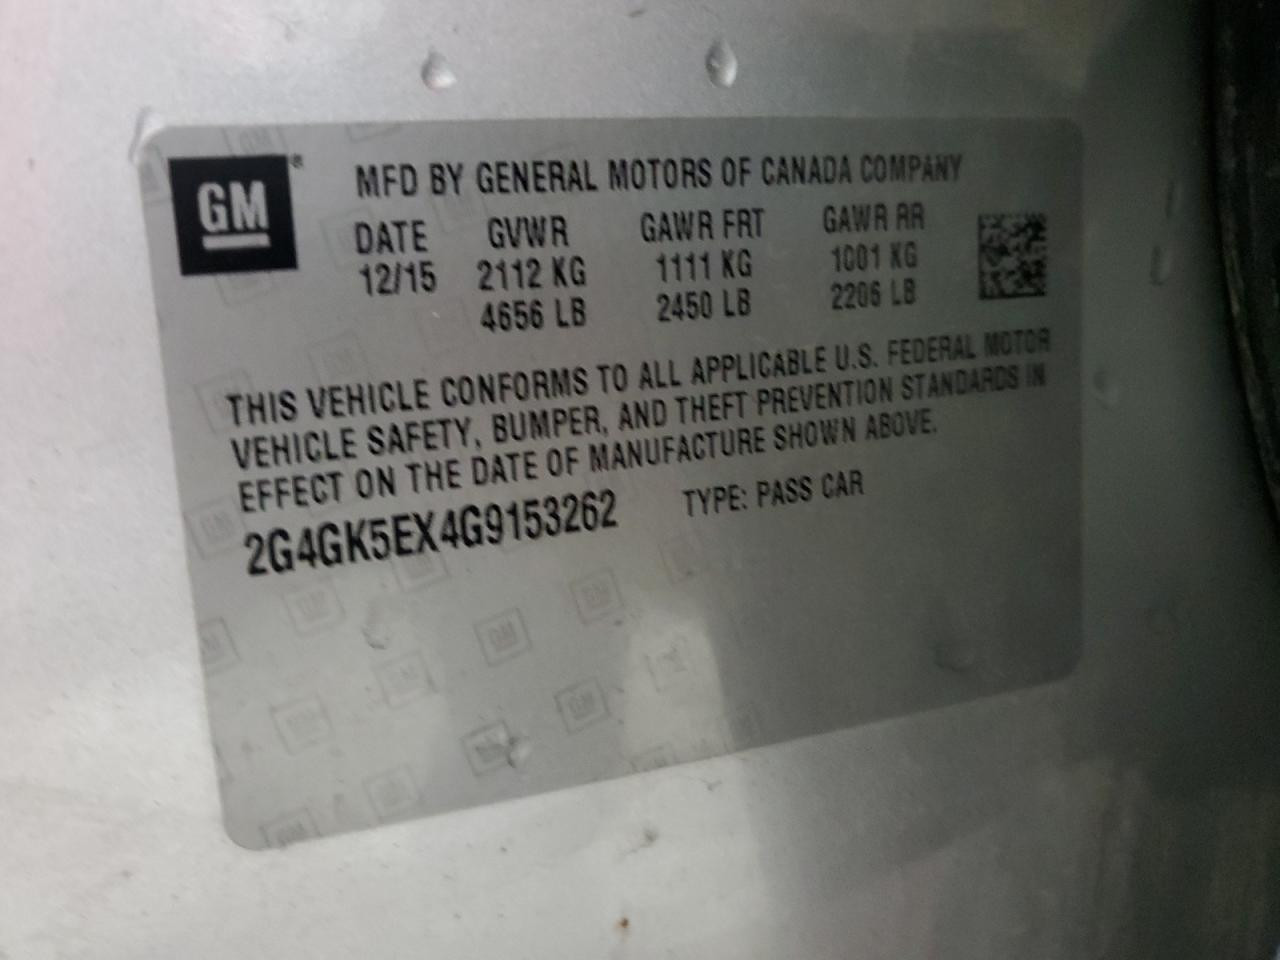 GM®
MFD BY GENERAL MOTORS OF CANADA COMPANY
DATE GVWR GAWR FRT GAWR RR
12/15 2112 KG 1111 KG 1001 KG
4656 LB 2450 LB 2206 LB
THIS VEHICLE CONFORMS TO ALL APPLICABLE U.S. FEDERAL MOTOR
VEHICLE SAFETY, BUMPER, AND THEFT PREVENTION STANDARDS IN
EFFECT ON THE DATE OF MANUFACTURE SHOWN ABOVE.
2G4GK5EX4G9153262 TYPE: PASS CAR